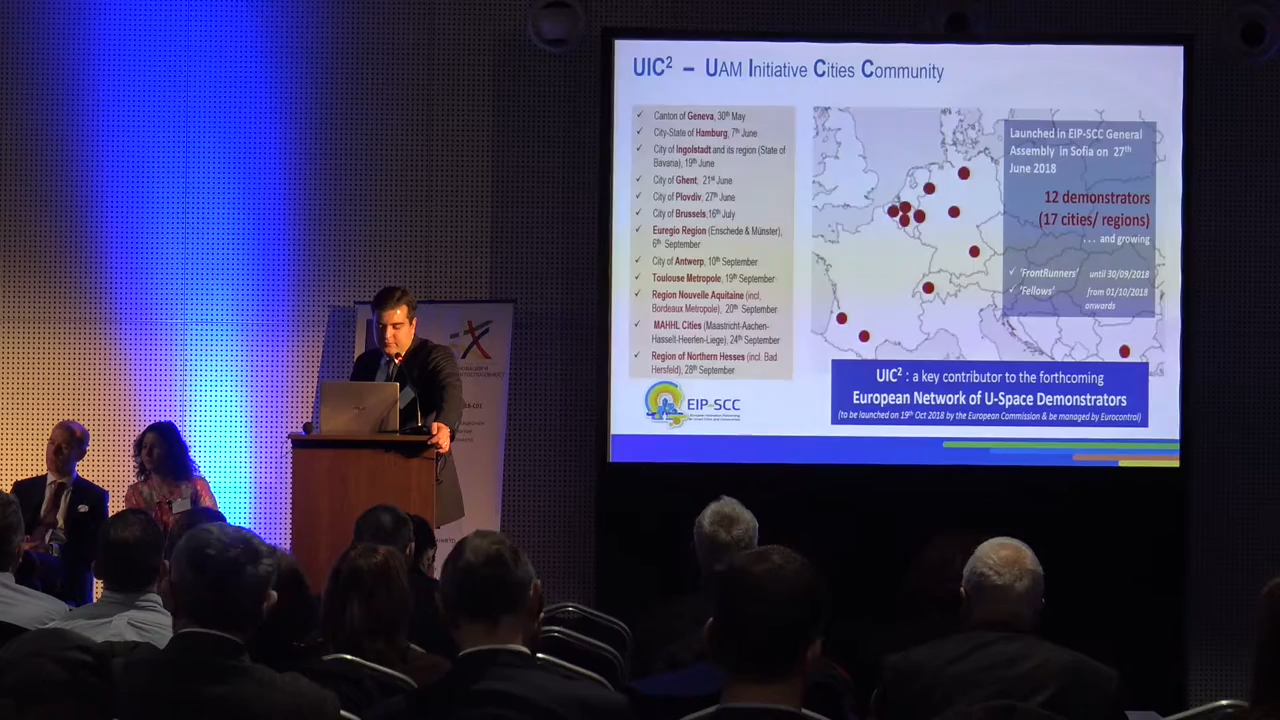 UIC² – UAM Initiative Cities Community
✓ Canton of Geneva, 30th May
✓ City-State of Hamburg, 7th June
✓ City of Ingolstadt and its region (State of
Bavaria), 19th June
✓ City of Ghent, 21st June
✓ City of Plovdiv, 27th June
✓ City of Brussels,16th July
✓ Euregio Region (Enschede & Münster),
6th September
✓ City of Antwerp, 10th September
✓ Toulouse Metropole, 19th September
✓ Region Nouvelle Aquitaine (incl,
Bordeaux Metropole), 20th September
✓ MAHHL Cities (Maastricht-Aachen-
Hasselt-Heerlen-Liege), 24th September
✓ Region of Northern Hesses (incl. Bad
Hersfeld), 28th September
EIP-SCC
Launched in EIP-SCC General
Assembly in Sofia on 27th
June 2018
12 demonstrators
(17 cities/ regions)
. . . and growing
✓ 'FrontRunners' until 30/09/2018
✓ 'Fellows' from 01/10/2018
onwards
UIC² : a key contributor to the forthcoming
European Network of U-Space Demonstrators
(to be launched on 19th Oct 2018 by the European Commission & be managed by Eurocontrol)